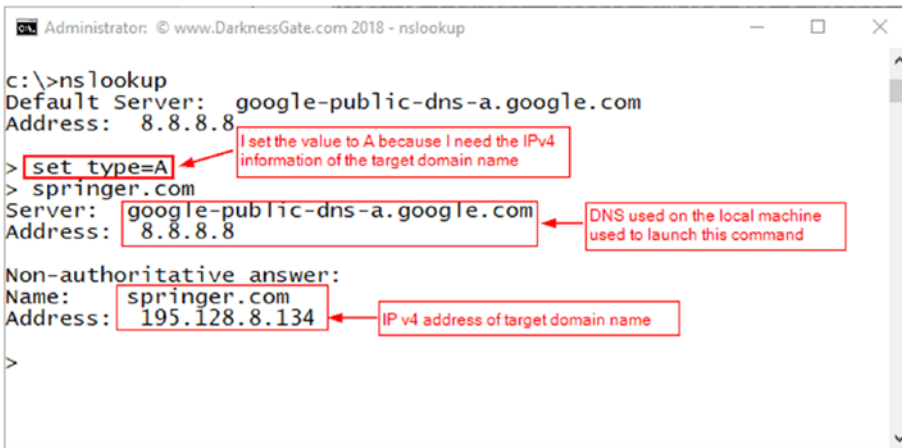 Administrator: © www.DarknessGate.com 2018 - nslookup
c:\>nslookup
Default Server:  google-public-dns-a.google.com
Address:  8.8.8.8
I set the value to A because I need the IPv4
information of the target domain name
> set type=A
> springer.com
Server:  google-public-dns-a.google.com
Address:  8.8.8.8
DNS used on the local machine
used to launch this command
Non-authoritative answer:
Name:    springer.com
Address:  195.128.8.134
IP v4 address of target domain name
>